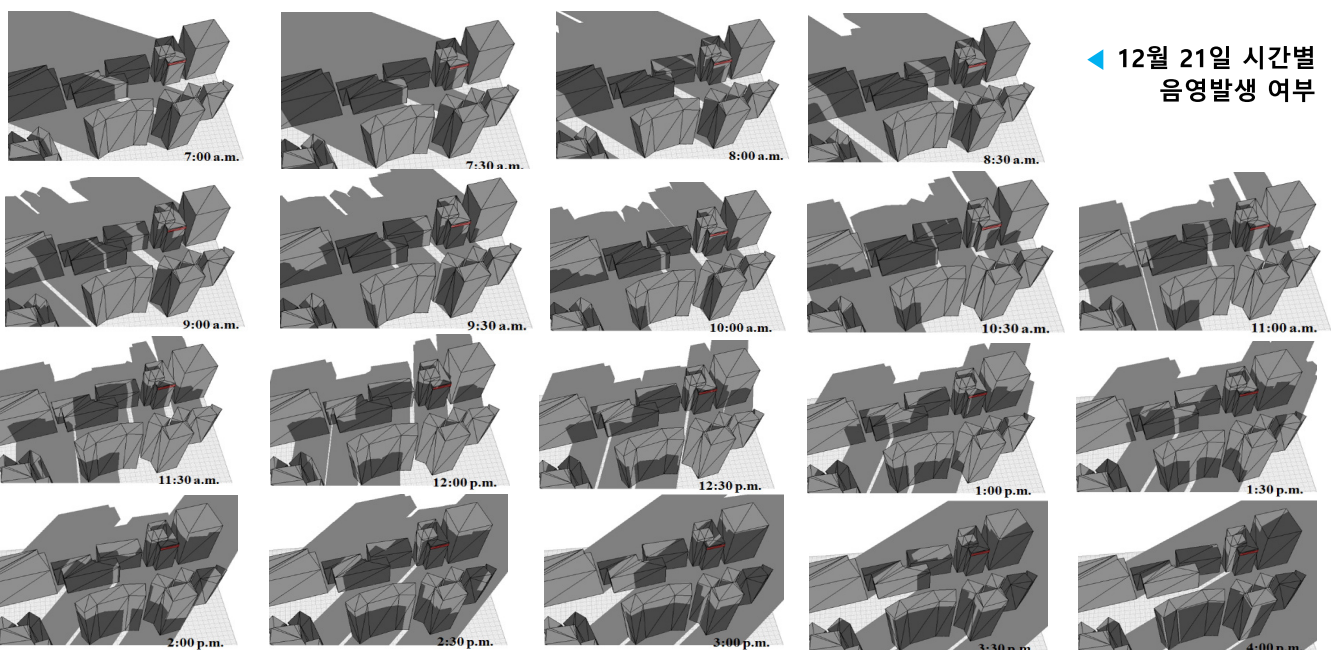 ◀ 12월 21일 시간별
음영발생 여부
7:00 a.m.
7:30 a.m.
8:00 a.m.
8:30 a.m.
9:00 a.m.
9:30 a.m.
10:00 a.m.
10:30 a.m.
11:00 a.m.
11:30 a.m.
12:00 p.m.
12:30 p.m.
1:00 p.m.
1:30 p.m.
2:00 p.m.
2:30 p.m.
3:00 p.m.
3:30 p.m.
4:00 p.m.